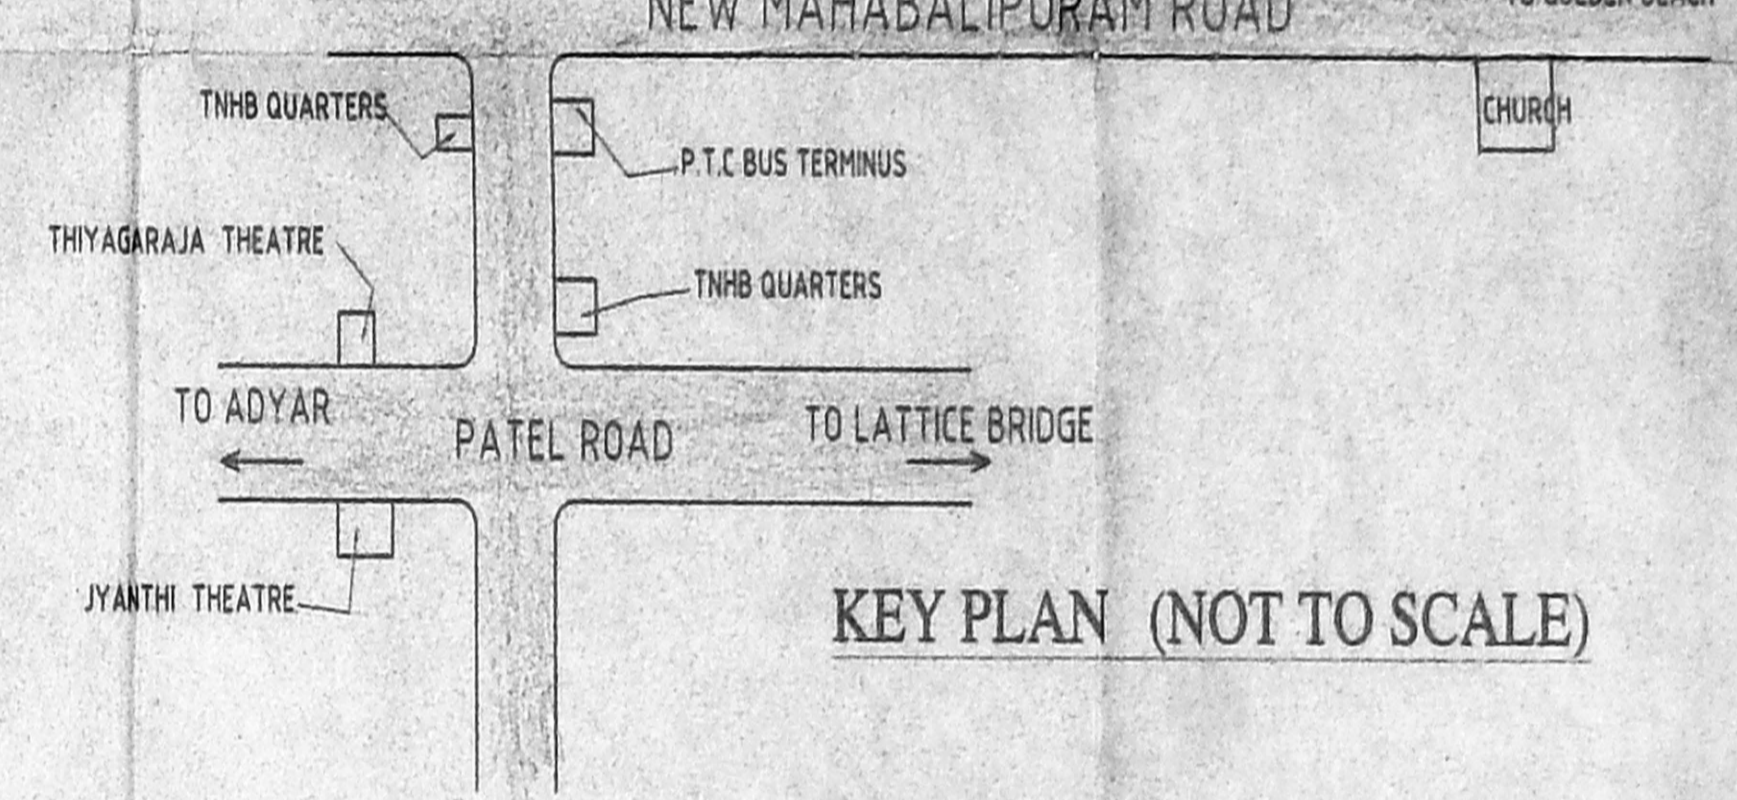 NEW MAHABALIPURAM ROAD
TNHB QUARTERS
CHURCH
P.T.C BUS TERMINUS
THIYAGARAJA THEATRE
TNHB QUARTERS
TO ADYAR
PATEL ROAD
TO LATTICE BRIDGE
JYANTHI THEATRE
KEY PLAN (NOT TO SCALE)